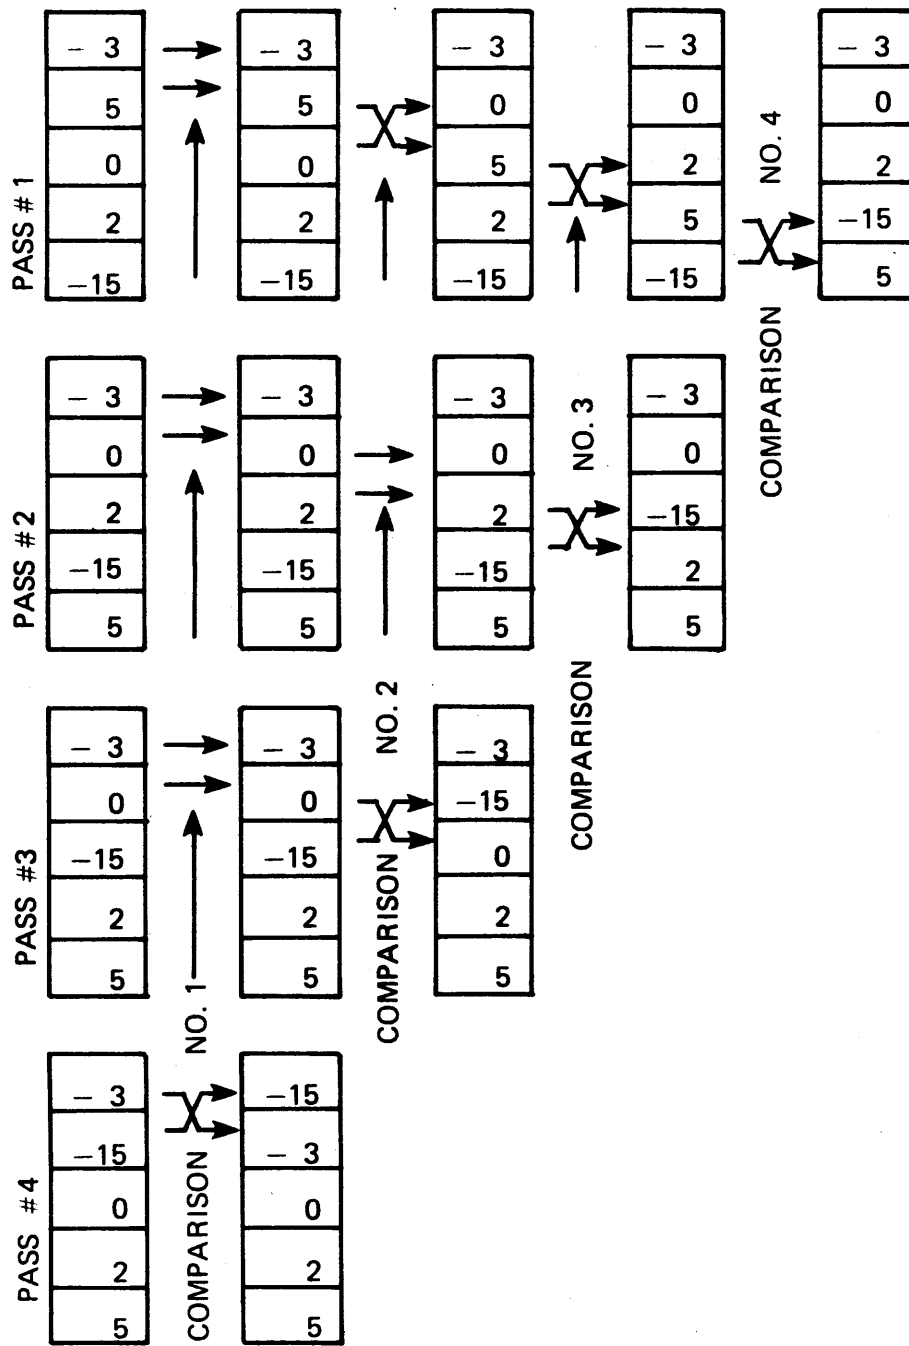 PASS #1
– 3 – 3 – 3 – 3 – 3
5 5 0 0 0
0 0 5 2 2
2 2 2 5 –15
–15 –15 –15 –15 5
COMPARISON NO. 4
PASS #2
– 3 – 3 – 3 – 3
0 0 0 0
2 2 2 –15
–15 –15 –15 2
5 5 5 5
COMPARISON NO. 3
PASS #3
– 3 – 3 – 3
0 0 –15
–15 –15 0
2 2 2
5 5 5
COMPARISON NO. 2
PASS #4
– 3 –15
–15 – 3
0 0
2 2
5 5
COMPARISON NO. 1